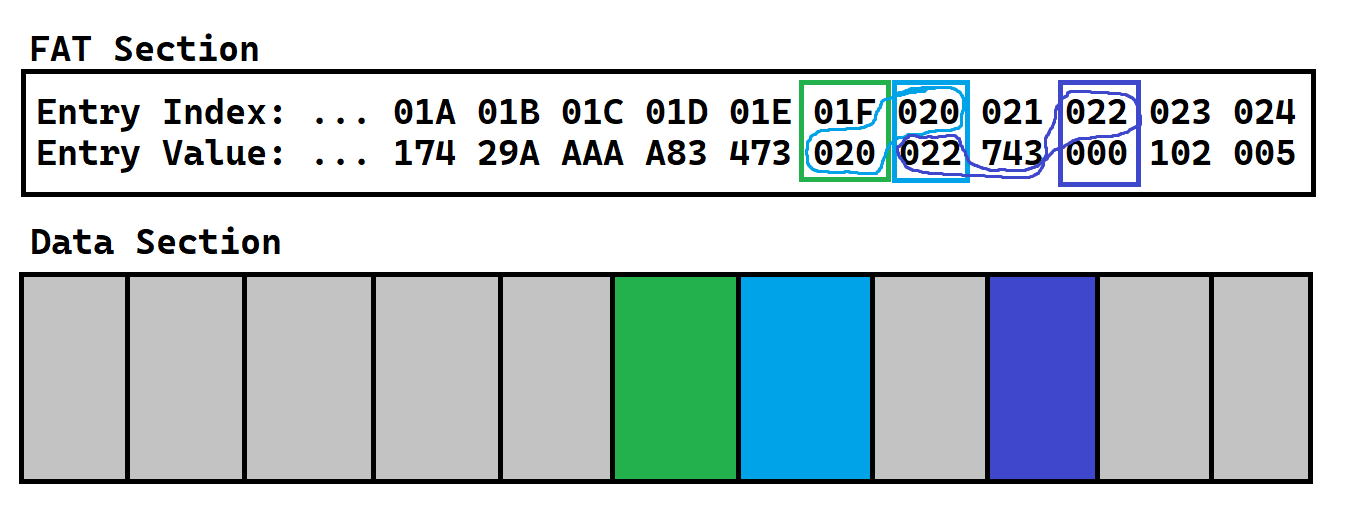 FAT Section
Entry Index: ... 01A 01B 01C 01D 01E 01F 020 021 022 023 024
Entry Value: ... 174 29A AAA A83 473 020 022 743 000 102 005
Data Section